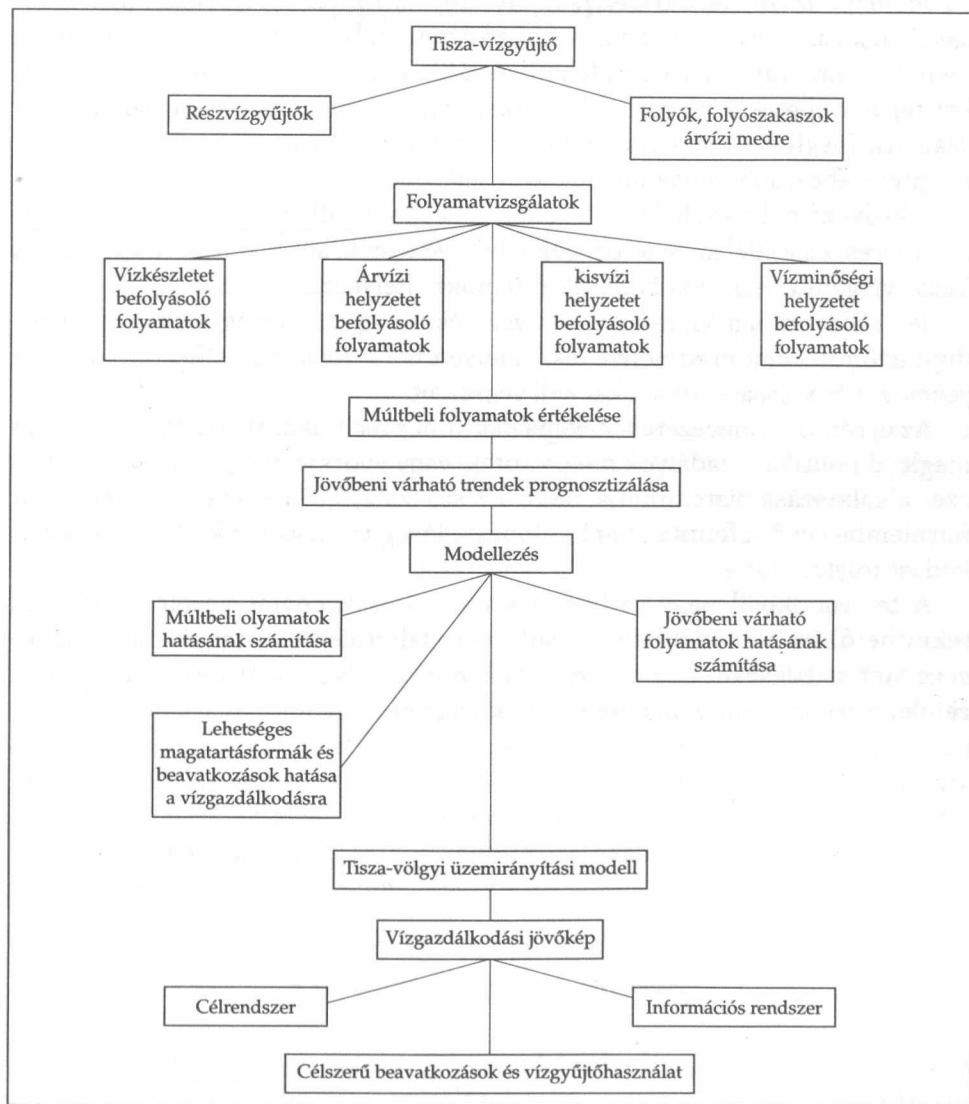 Tisza-vízgyűjtő
Részvízgyűjtők
Folyók, folyószakaszok
árvízi medre
Folyamatvizsgálatok
Vízkészletet
befolyásoló
folyamatok
Árvízi
helyzetet
befolyásoló
folyamatok
kisvízi
helyzetet
befolyásoló
folyamatok
Vízminőségi
helyzetet
befolyásoló
folyamatok
Múltbeli folyamatok értékelése
Jövőbeni várható trendek prognosztizálása
Modellezés
Múltbeli olyamatok
hatásának számítása
Jövőbeni várható
folyamatok hatásának
számítása
Lehetséges
magatartásformák és
beavatkozások hatása
a vízgazdálkodásra
Tisza-völgyi üzemirányítási modell
Vízgazdálkodási jövőkép
Célrendszer
Információs rendszer
Célszerű beavatkozások és vízgyűjtőhasználat